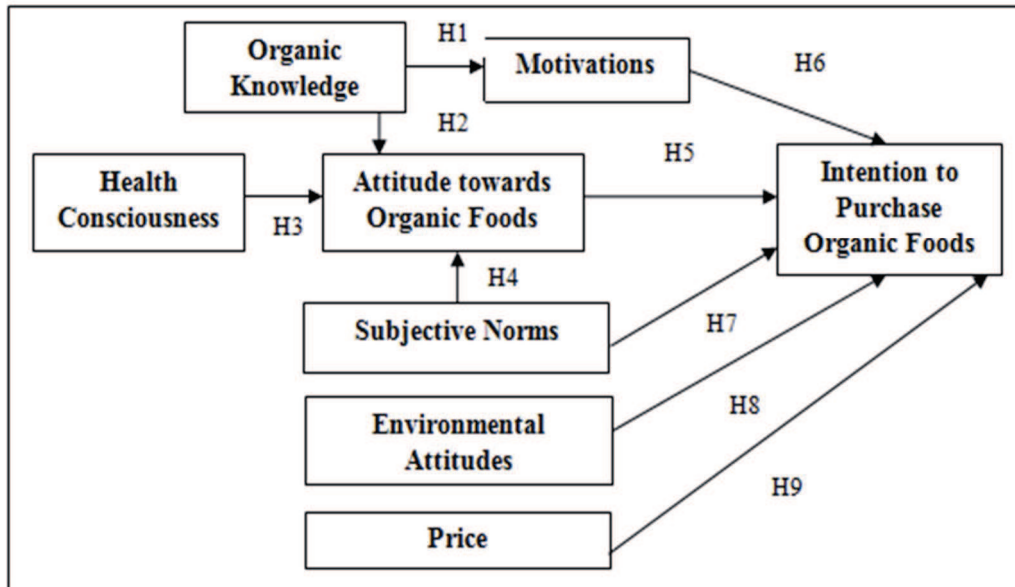 Organic
Knowledge
H1
Motivations
H6
H2
H5
Health
Consciousness
H3
Attitude towards
Organic Foods
Intention to
Purchase
Organic Foods
H4
Subjective Norms
H7
Environmental
Attitudes
H8
H9
Price